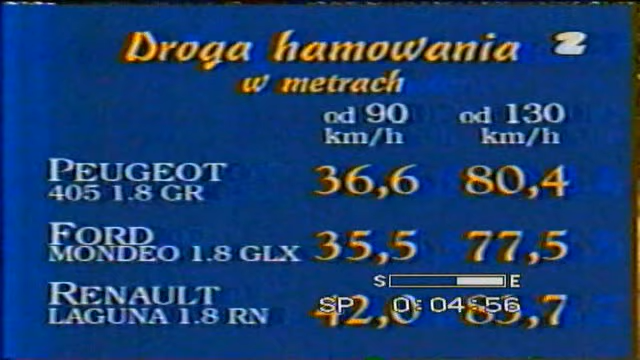 Droga hamowania 2
w metrach
od 90 od 130
km/h km/h
PEUGEOT
405 1.8 GR 36,6 80,4
FORD
MONDEO 1.8 GLX 35,5 77,5
S E
RENAULT
LAGUNA 1.8 RN
SP 0:04:56